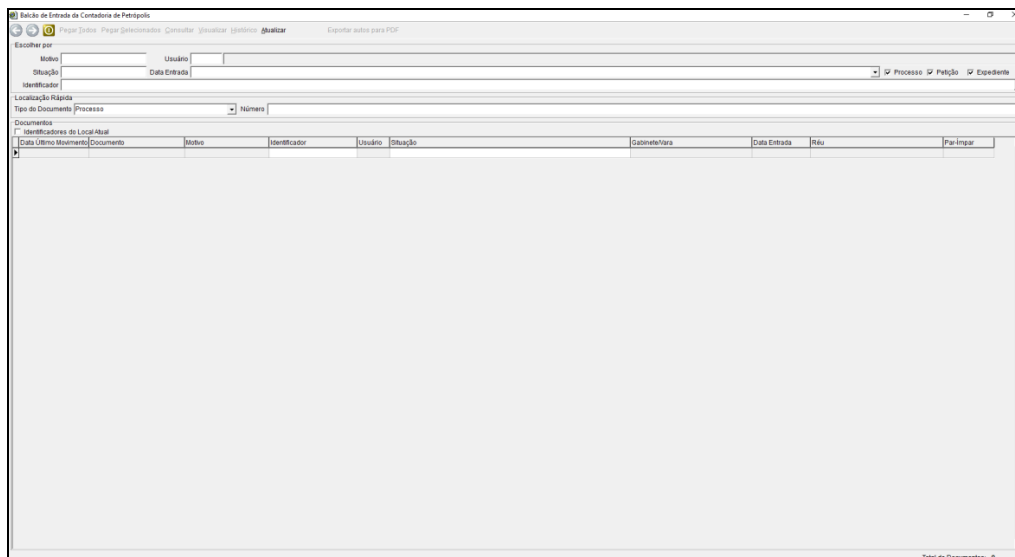 Balcão de Entrada da Contadoria de Petrópolis
Pegar Todos Pegar Selecionados Consultar Visualizar Histórico Atualizar Exportar autos para PDF
Escolher por
Motivo Usuário
Situação Data Entrada Processo Petição Expediente
Identificador
Localização Rápida
Tipo do Documento Processo Número
Documentos
Identificadores do Local Atual
Data Último Movimento Documento Motivo Identificador Usuário Situação Gabinete/Vara Data Entrada Réu Par-Ímpar
Total de Documentos: 0